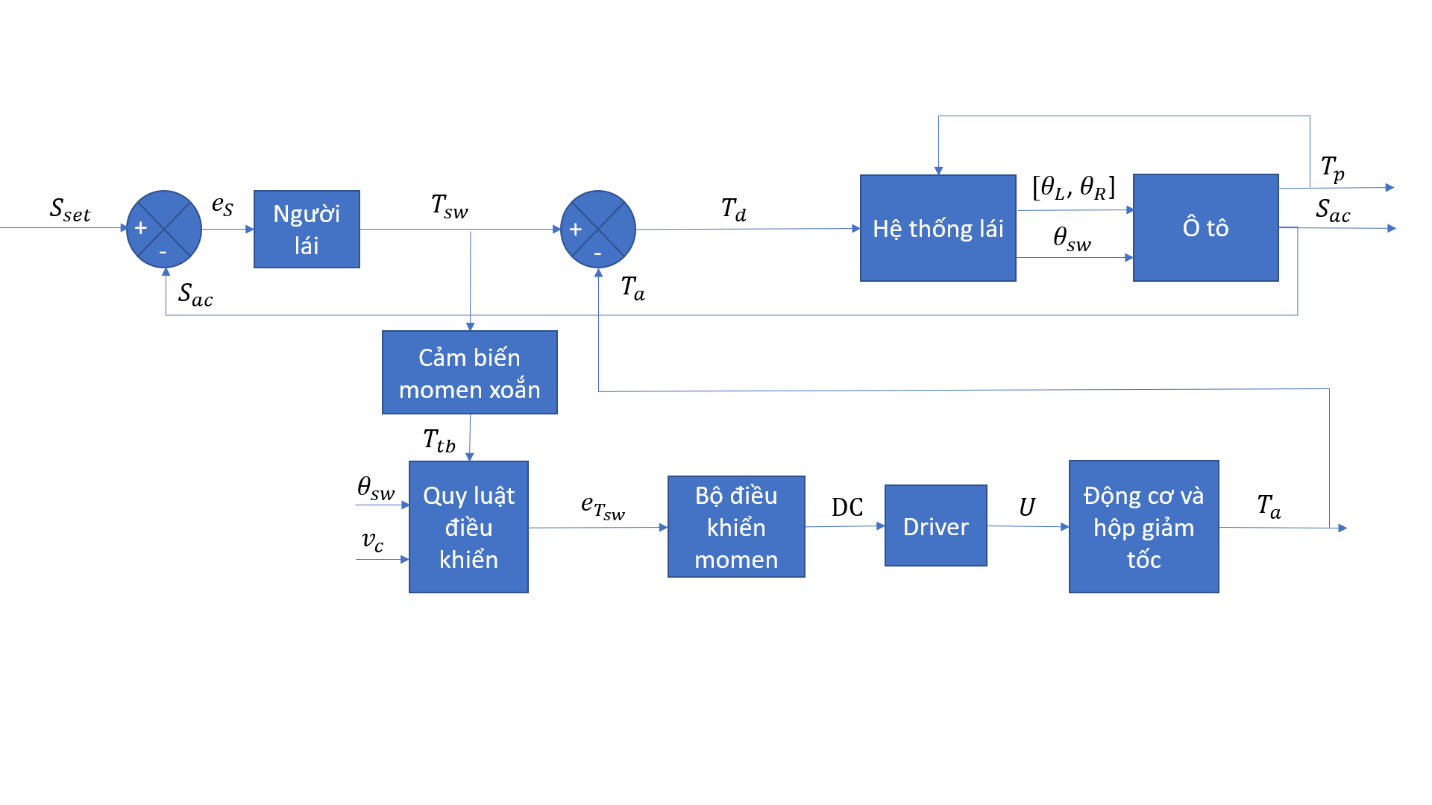 S_set
+
-
e_S
Người
lái
T_sw
+
-
T_d
Hệ thống lái
[θ_L, θ_R]
θ_sw
Ô tô
T_p
S_ac
S_ac
T_a
Cảm biến
momen xoắn
T_tb
θ_sw
v_c
Quy luật
điều
khiển
e_T_sw
Bộ điều
khiển
momen
DC
Driver
U
Động cơ và
hộp giảm
tốc
T_a